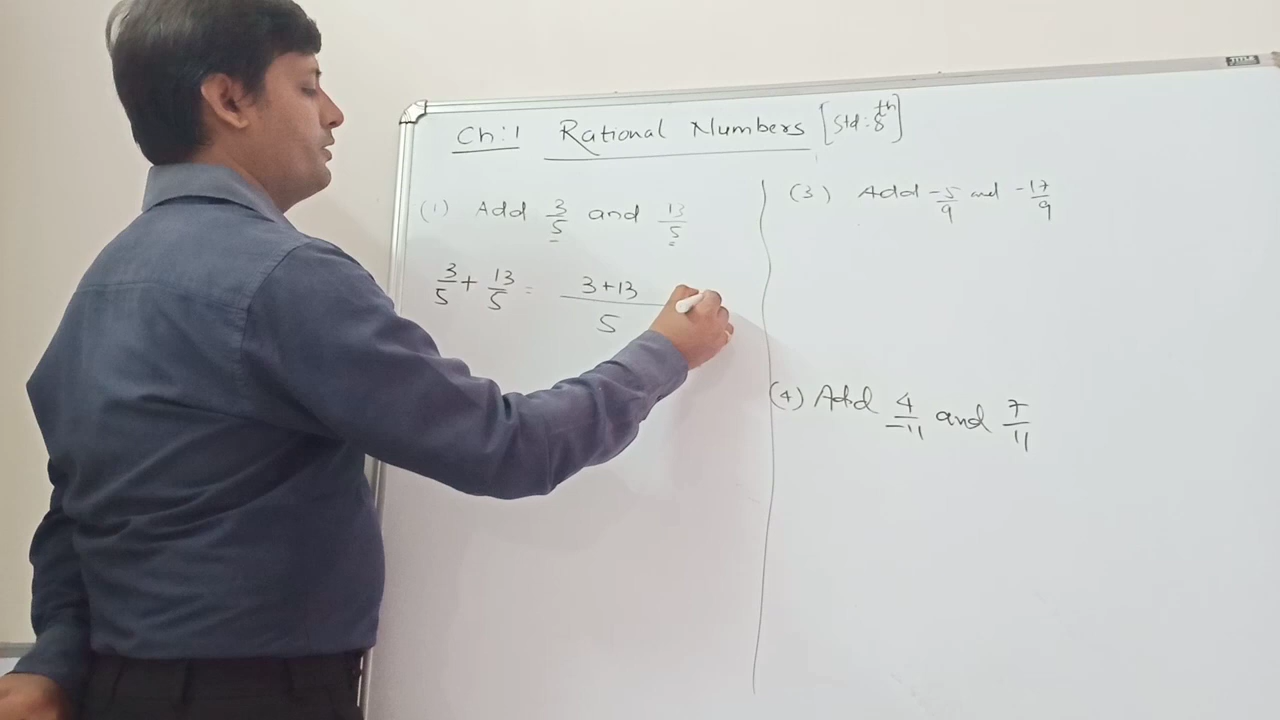 Ch:1 Rational Numbers [Std:8th]
(1) Add 3/5 and 13/5
3/5 + 13/5 = 3+13/5
(3) Add -5/9 and -17/9
(4) Add 4/-11 and 7/11